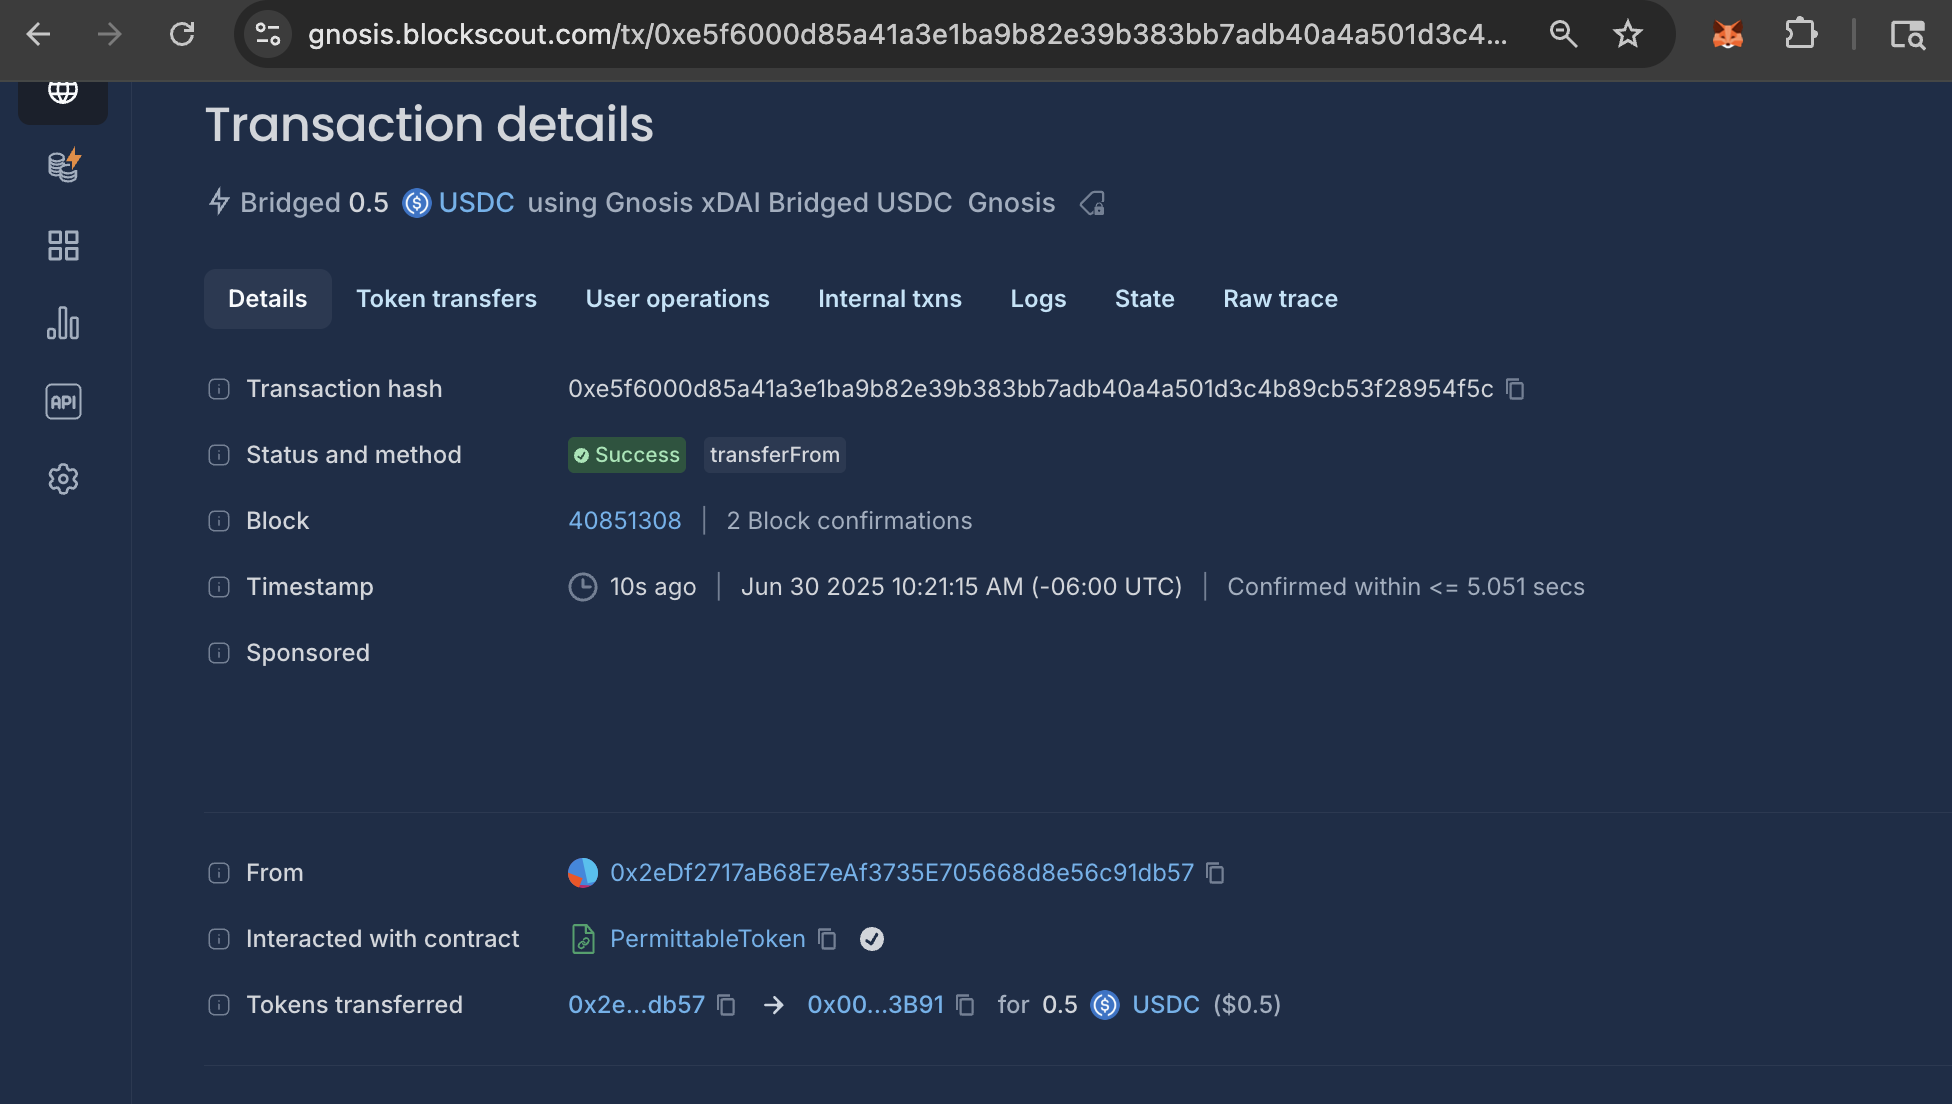 gnosis.blockscout.com/tx/0xe5f6000d85a41a3e1ba9b82e39b383bb7adb40a4a501d3c4...
Transaction details
Bridged 0.5 USDC using Gnosis xDAI Bridged USDC Gnosis
Details Token transfers User operations Internal txns Logs State Raw trace
API
Transaction hash 0xe5f6000d85a41a3e1ba9b82e39b383bb7adb40a4a501d3c4b89cb53f28954f5c
Status and method Success transferFrom
Block 40851308 | 2 Block confirmations
Timestamp 10s ago | Jun 30 2025 10:21:15 AM (-06:00 UTC) | Confirmed within <= 5.051 secs
Sponsored
From 0x2eDf2717aB68E7eAf3735E705668d8e56c91db57
Interacted with contract PermittableToken
Tokens transferred 0x2e...db57 → 0x00...3B91 for 0.5 USDC ($0.5)